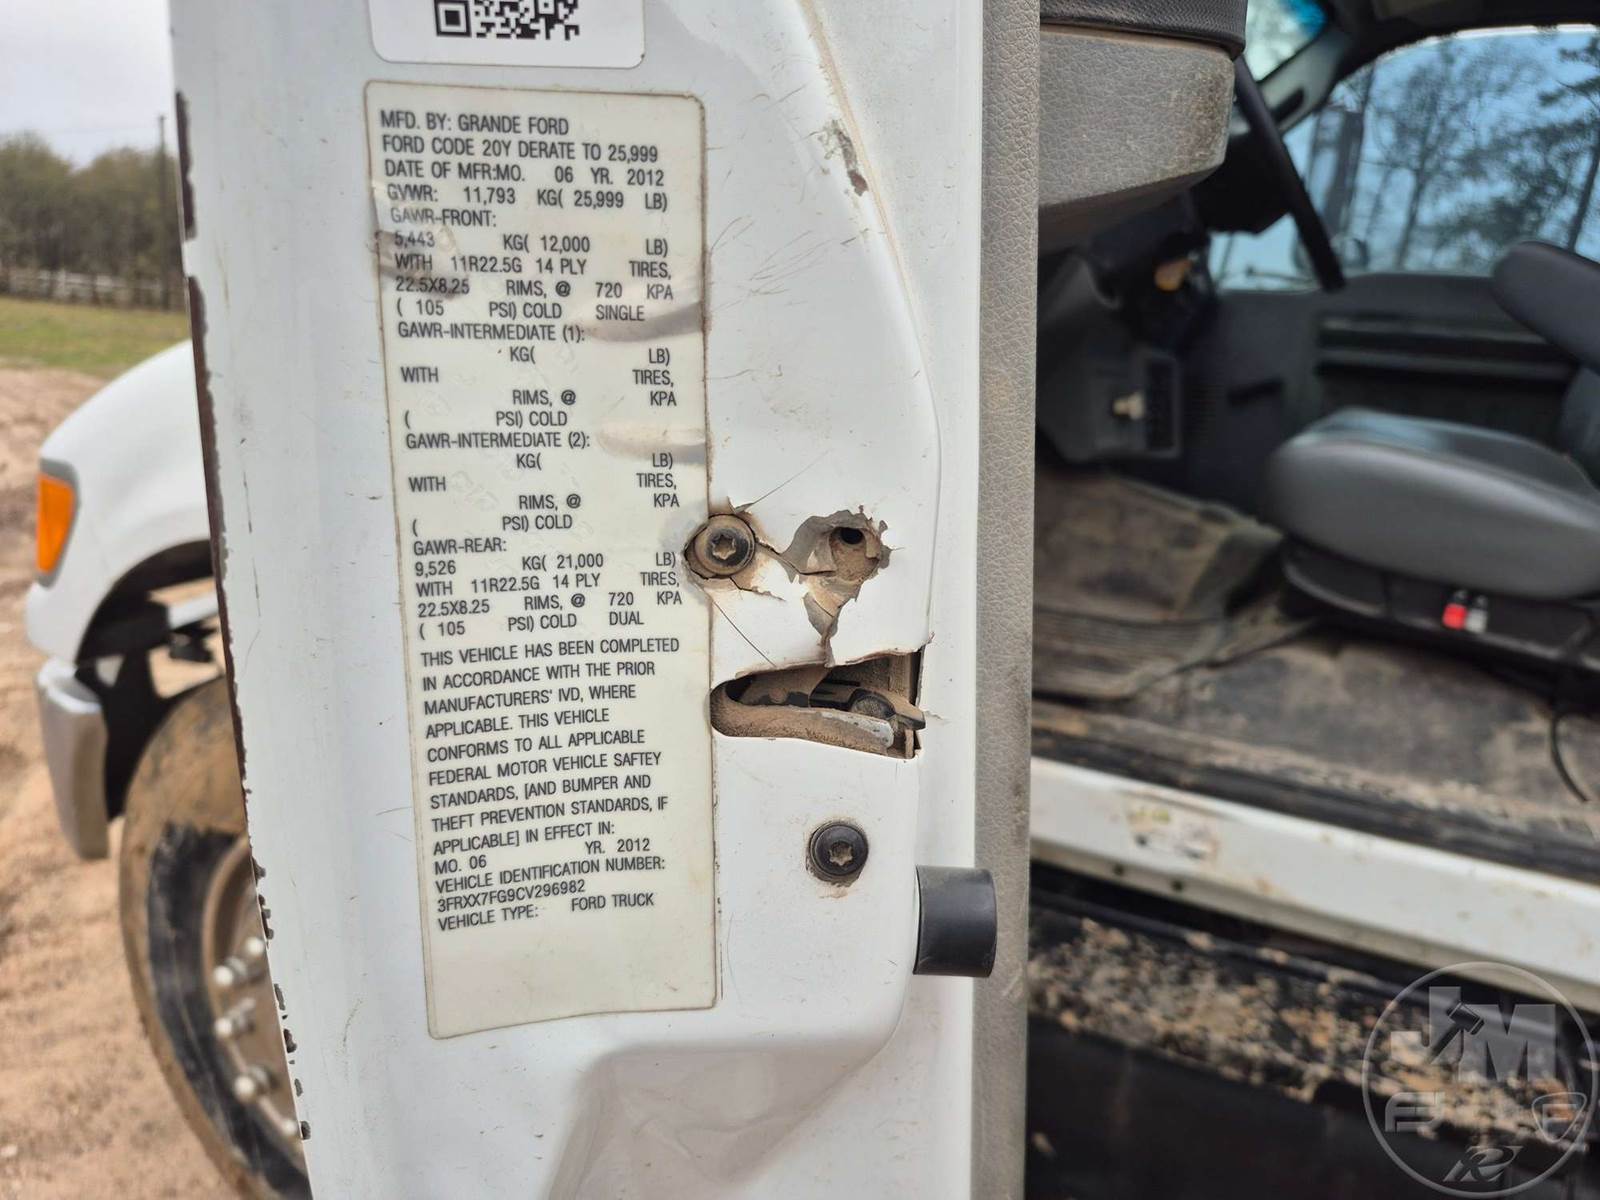 MFD. BY: GRANDE FORD
FORD CODE 20Y DERATE TO 25,999
DATE OF MFR:MO. 06 YR. 2012
GVWR: 11,793 KG( 25,999 LB)
GAWR-FRONT:
5,443 KG( 12,000 LB)
WITH 11R22.5G 14 PLY TIRES,
22.5X8.25 RIMS, @ 720 KPA
( 105 PSI) COLD SINGLE
GAWR-INTERMEDIATE (1):
KG( LB)
WITH TIRES,
RIMS, @ KPA
( PSI) COLD
GAWR-INTERMEDIATE (2):
KG( LB)
WITH TIRES,
RIMS, @ KPA
( PSI) COLD
GAWR-REAR:
9,526 KG( 21,000 LB)
WITH 11R22.5G 14 PLY TIRES,
22.5X8.25 RIMS, @ 720 KPA
( 105 PSI) COLD DUAL
THIS VEHICLE HAS BEEN COMPLETED
IN ACCORDANCE WITH THE PRIOR
MANUFACTURERS' IVD, WHERE
APPLICABLE. THIS VEHICLE
CONFORMS TO ALL APPLICABLE
FEDERAL MOTOR VEHICLE SAFTEY
STANDARDS, [AND BUMPER AND
THEFT PREVENTION STANDARDS, IF
APPLICABLE] IN EFFECT IN:
MO. 06 YR. 2012
VEHICLE IDENTIFICATION NUMBER:
3FRXX7FG9CV296982
VEHICLE TYPE: FORD TRUCK
JM